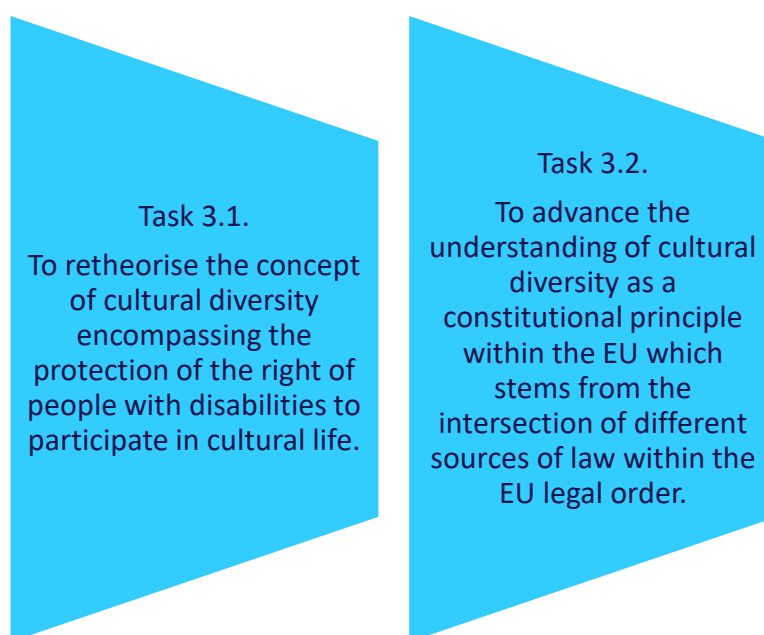 Task 3.1.
To retheorise the concept
of cultural diversity
encompassing the
protection of the right of
people with disabilities to
participate in cultural life.
Task 3.2.
To advance the
understanding of cultural
diversity as a
constitutional principle
within the EU which
stems from the
intersection of different
sources of law within the
EU legal order.